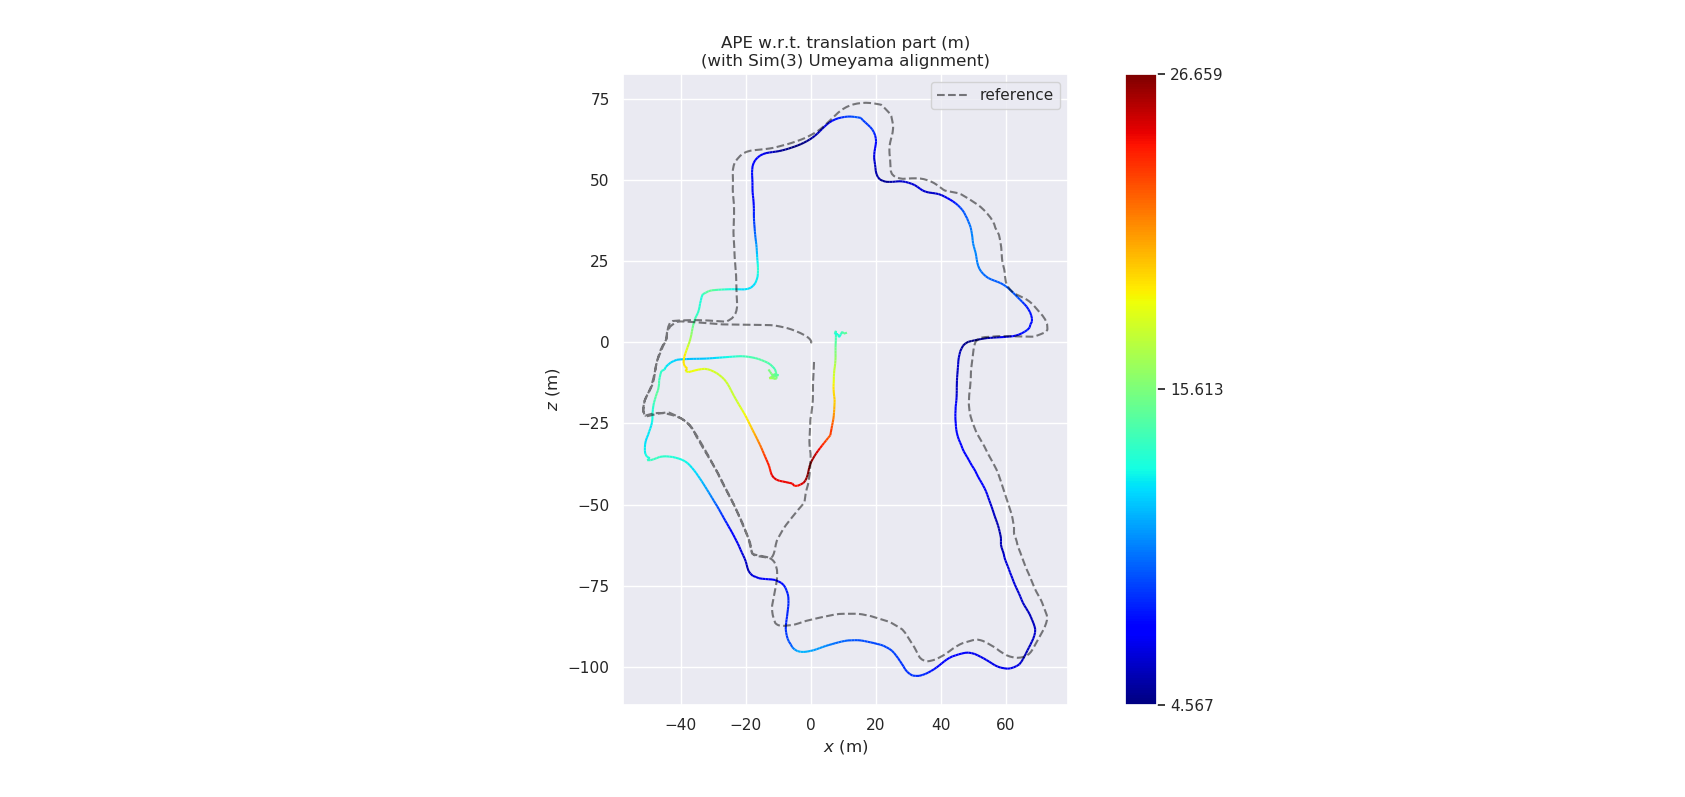 APE w.r.t. translation part (m)
(with Sim(3) Umeyama alignment)
reference
75
50
25
0
−25
−50
−75
−100
z (m)
−40 −20 0 20 40 60
x (m)
26.659
15.613
4.567